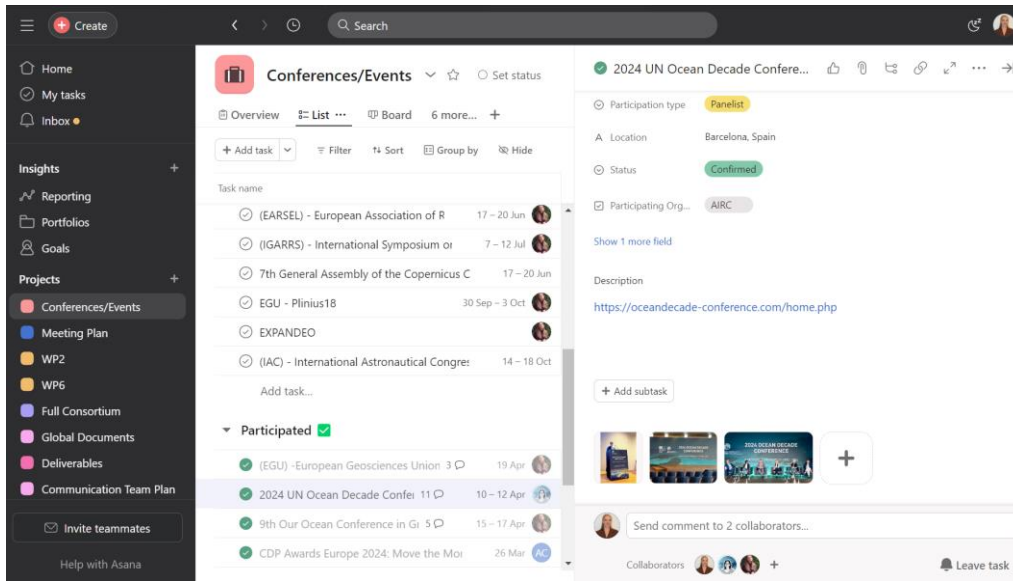 Create
Search
Home
My tasks
Inbox
Insights
Reporting
Portfolios
Goals
Projects
Conferences/Events
Meeting Plan
WP2
WP6
Full Consortium
Global Documents
Deliverables
Communication Team Plan
Invite teammates
Help with Asana
Conferences/Events
Set status
Overview
List
Board
6 more...
Add task
Filter
Sort
Group by
Hide
Task name
(EARSEL) - European Association of R 17 – 20 Jun
(IGARRS) - International Symposium or 7 – 12 Jul
7th General Assembly of the Copernicus C 17 – 20 Jun
EGU - Plinius18 30 Sep – 3 Oct
EXPANDEO
(IAC) - International Astronautical Congres 14 – 18 Oct
Add task...
Participated
(EGU) -European Geosciences Union 3 19 Apr
2024 UN Ocean Decade Confer 11 10 – 12 Apr
9th Our Ocean Conference in Gr 5 15 – 17 Apr
CDP Awards Europe 2024: Move the Mor 26 Mar AC
2024 UN Ocean Decade Confere...
Participation type Panelist
Location Barcelona, Spain
Status Confirmed
Participating Org... AIRC
Show 1 more field
Description
https://oceandecade-conference.com/home.php
+ Add subtask
2024 OCEAN DECADE
CONFERENCE
Send comment to 2 collaborators...
Collaborators
Leave task